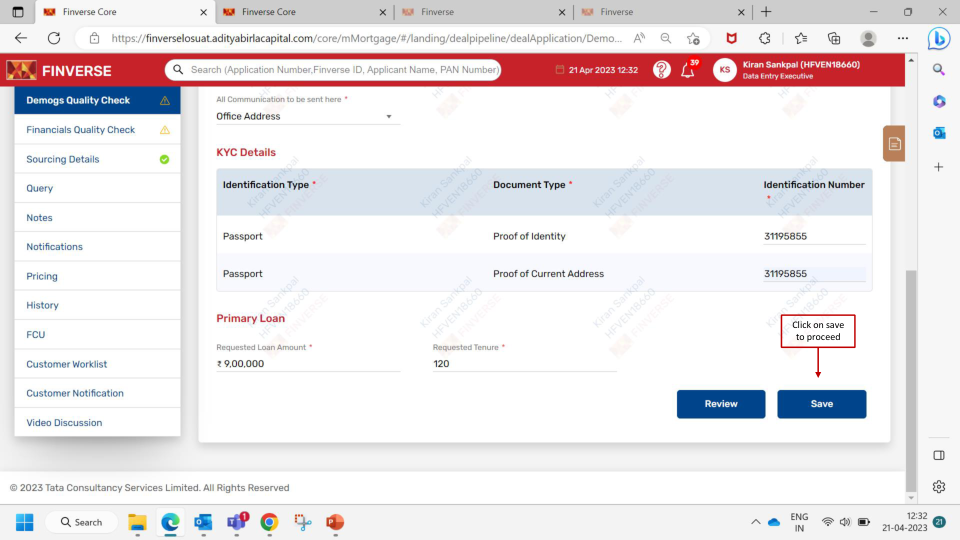 Finverse Core
Finverse Core
Finverse
Finverse
https://finverselosuat.adityabirlacapital.com/core/mMortgage/#/landing/dealpipeline/dealApplication/Demo...
FINVERSE
Search (Application Number,Finverse ID, Applicant Name, PAN Number)
21 Apr 2023 12:32
39
KS
Kiran Sankpal (HFVEN18660)
Data Entry Executive
Demogs Quality Check
Financials Quality Check
Sourcing Details
Query
Notes
Notifications
Pricing
History
FCU
Customer Worklist
Customer Notification
Video Discussion
All Communication to be sent here *
Office Address
KYC Details
Identification Type *
Document Type *
Identification Number
*
Passport
Proof of Identity
31195855
Passport
Proof of Current Address
31195855
Primary Loan
Requested Loan Amount *
₹ 9,00,000
Requested Tenure *
120
Click on save
to proceed
Review
Save
Kiran Sankpal
HFVEN18660
FINVERSE
© 2023 Tata Consultancy Services Limited. All Rights Reserved
Search
ENG
IN
12:32
21-04-2023
21